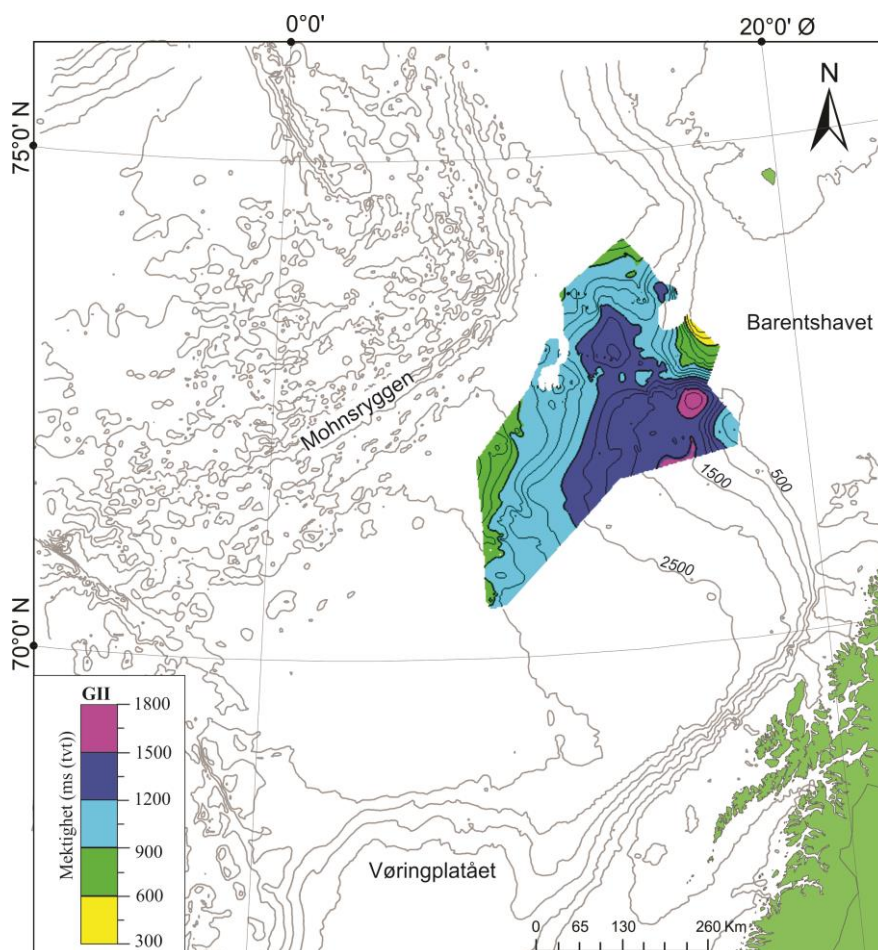 0°0'
20°0' Ø
N
75°0' N
Barentshavet
Mohnsryggen
1500
500
2500
70°0' N
GII
Mektighet (ms (tvt))
1800
1500
1200
900
600
300
Vøringplatået
0 65 130 260 Km